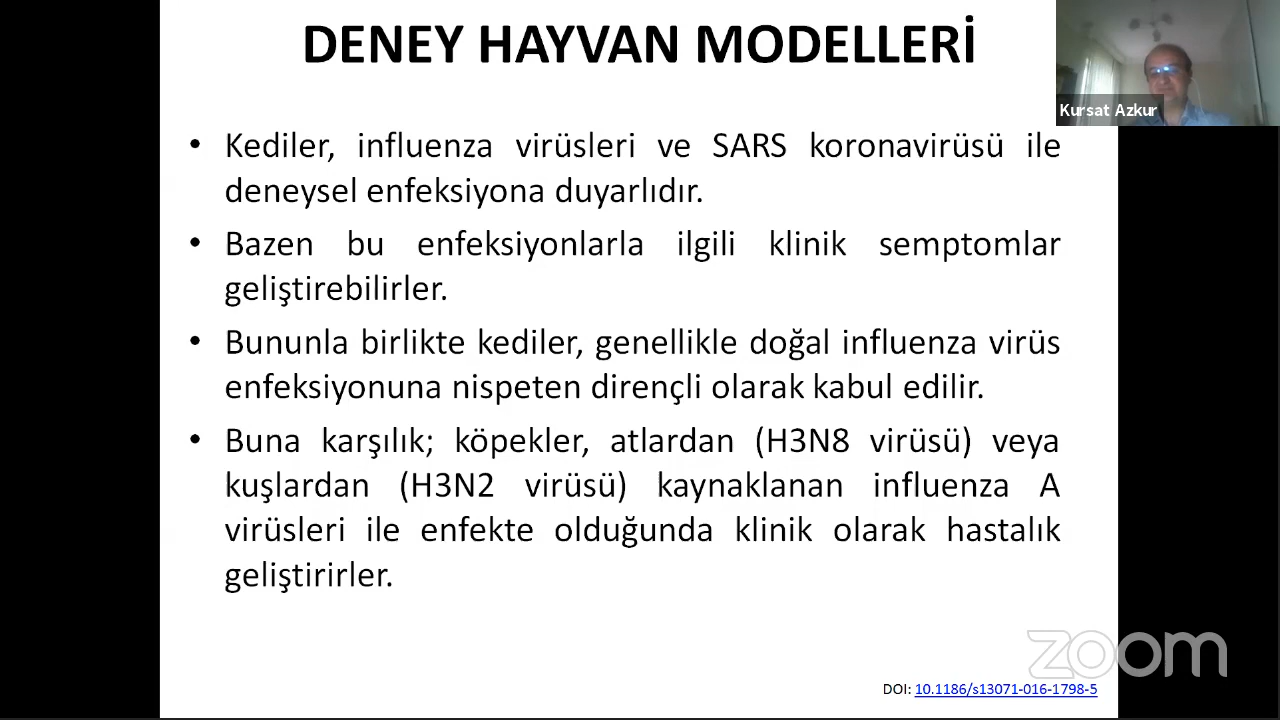 DENEY HAYVAN MODELLERİ
Kursat Azkur
• Kediler, influenza virüsleri ve SARS koronavirüsü ile
deneysel enfeksiyona duyarlıdır.
• Bazen bu enfeksiyonlarla ilgili klinik semptomlar
geliştirebilirler.
• Bununla birlikte kediler, genellikle doğal influenza virüs
enfeksiyonuna nispeten dirençli olarak kabul edilir.
• Buna karşılık; köpekler, atlardan (H3N8 virüsü) veya
kuşlardan (H3N2 virüsü) kaynaklanan influenza A
virüsleri ile enfekte olduğunda klinik olarak hastalık
geliştirirler.
zoom
DOI: 10.1186/s13071-016-1798-5